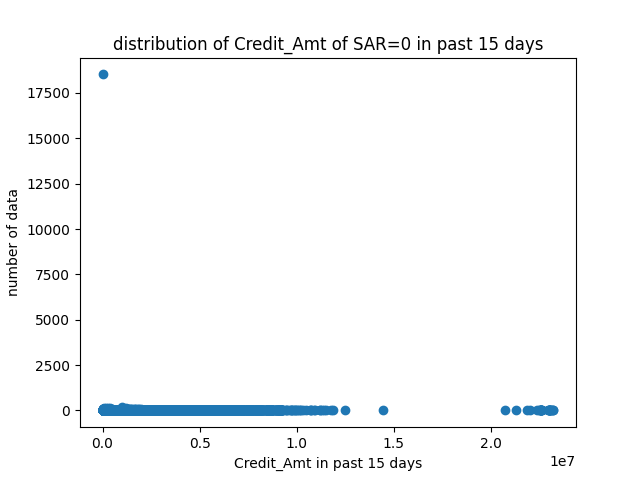 distribution of Credit_Amt of SAR=0 in past 15 days
17500
15000
12500
10000
7500
5000
2500
0
number of data
0.0 0.5 1.0 1.5 2.0
1e7
Credit_Amt in past 15 days